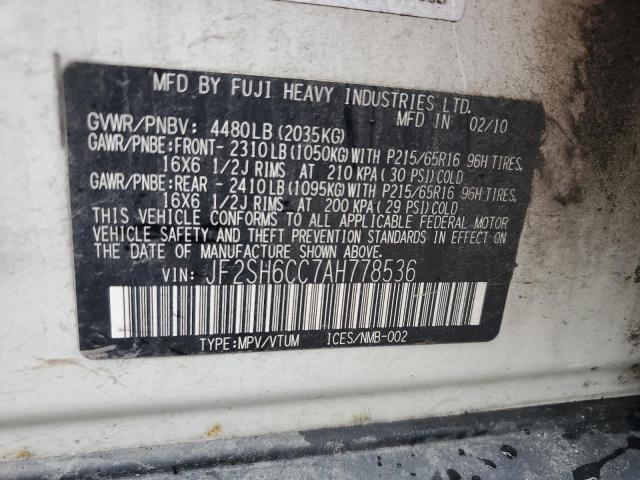 MFD BY FUJI HEAVY INDUSTRIES LTD.
MFD IN 02/10
GVWR/PNBV: 4480LB(2035KG)
GAWR/PNBE:FRONT- 2310LB(1050KG)WITH P215/65R16 96H TIRES,
16X6 1/2J RIMS AT 210 KPA(30 PSI)COLD
GAWR/PNBE:REAR - 2410LB(1095KG)WITH P215/65R16 96H TIRES,
16X6 1/2J RIMS AT 200 KPA(29 PSI)COLD
THIS VEHICLE CONFORMS TO ALL APPLICABLE FEDERAL MOTOR
VEHICLE SAFETY AND THEFT PREVENTION STANDARDS IN EFFECT ON
THE DATE OF MANUFACTURE SHOWN ABOVE.
VIN: JF2SH6CC7AH778536
TYPE:MPV/VTUM ICES/NMB-002